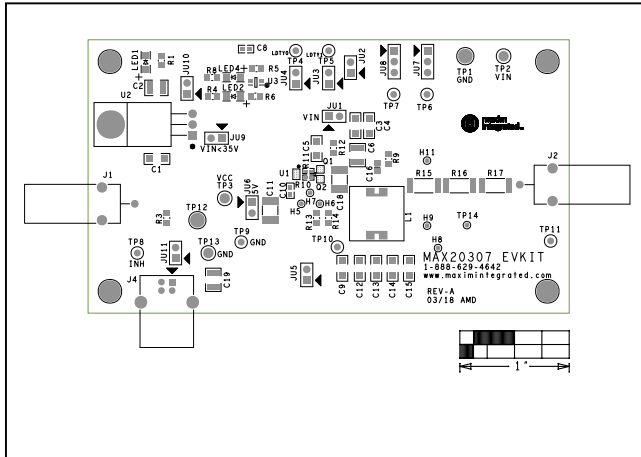 LED1
R1
JU10
C8
LED4
R5
R8
U3
R4
LED2
R6
C2
U2
JU9
VIN<35V
C1
TP4
TP5
JU4
JU3
JU2
JU8
JU7
TP1
GND
TP2
VIN
TP7
TP6
VIN
JU1
C3
C4
maxim
integrated™
R12
C6
C5
R11
Q1
U1
R10
C16
R9
H11
R15
R16
R17
J2
J1
VCC
TP3
JU6
5V
C11
C10
H7
Q2
H5
H6
C18
L1
R3
TP12
R13
R14
H9
TP14
TP8
INH
JU11
TP13
GND
TP9
GND
TP10
H8
TP11
J4
C19
JU5
C9
C12
C13
C14
C15
MAX20307 EVKIT
1-888-629-4642
www.maximintegrated.com
REV-A
03/18 AMD
1"